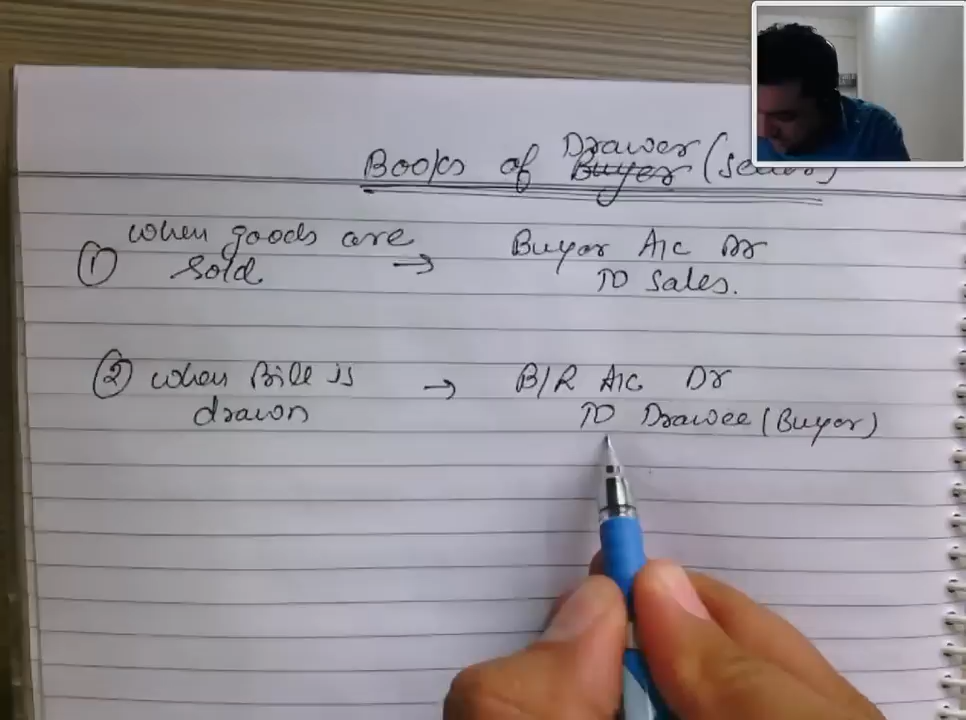 Books of Drawer (Seller)
Buyer
① when goods are → Buyer A/c Dr
sold TO Sales.
② when Bill is → B/R A/c Dr
drawn TO Drawee (Buyer)